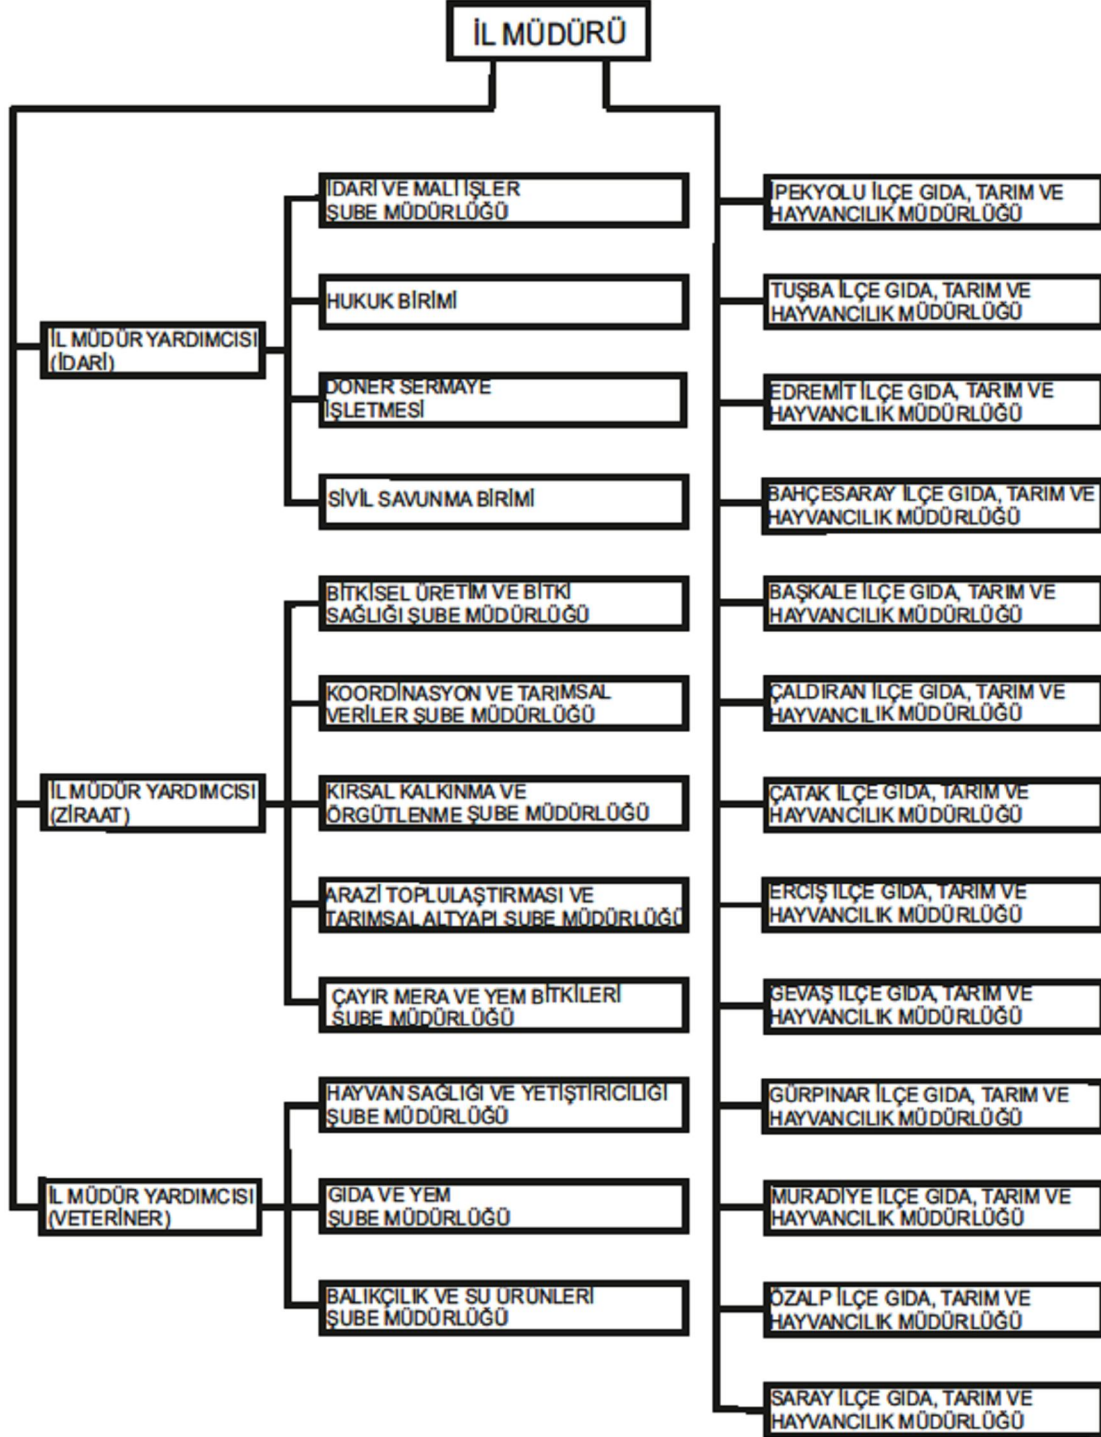 İL MÜDÜRÜ
İL MÜDÜR YARDIMCISI
(İDARİ)
İDARİ VE MALİ İŞLER
ŞUBE MÜDÜRLÜĞÜ
HUKUK BİRİMİ
DÖNER SERMAYE
İŞLETMESİ
SİVİL SAVUNMA BİRİMİ
İL MÜDÜR YARDIMCISI
(ZİRAAT)
BİTKİSEL ÜRETİM VE BİTKİ
SAĞLIĞI ŞUBE MÜDÜRLÜĞÜ
KOORDİNASYON VE TARIMSAL
VERİLER ŞUBE MÜDÜRLÜĞÜ
KIRSAL KALKINMA VE
ÖRGÜTLENME ŞUBE MÜDÜRLÜĞÜ
ARAZİ TOPLULAŞTIRMASI VE
TARIMSAL ALTYAPI ŞUBE MÜDÜRLÜĞÜ
ÇAYIR MERA VE YEM BİTKİLERİ
ŞUBE MÜDÜRLÜĞÜ
İL MÜDÜR YARDIMCISI
(VETERİNER)
HAYVAN SAĞLIĞI VE YETİŞTİRİCİLİĞİ
ŞUBE MÜDÜRLÜĞÜ
GIDA VE YEM
ŞUBE MÜDÜRLÜĞÜ
BALIKÇILIK VE SU ÜRÜNLERİ
ŞUBE MÜDÜRLÜĞÜ
İPEKYOLU İLÇE GIDA, TARIM VE
HAYVANCILIK MÜDÜRLÜĞÜ
TUŞBA İLÇE GIDA, TARIM VE
HAYVANCILIK MÜDÜRLÜĞÜ
EDREMİT İLÇE GIDA, TARIM VE
HAYVANCILIK MÜDÜRLÜĞÜ
BAHÇESARAY İLÇE GIDA, TARIM VE
HAYVANCILIK MÜDÜRLÜĞÜ
BAŞKALE İLÇE GIDA, TARIM VE
HAYVANCILIK MÜDÜRLÜĞÜ
ÇALDIRAN İLÇE GIDA, TARIM VE
HAYVANCILIK MÜDÜRLÜĞÜ
ÇATAK İLÇE GIDA, TARIM VE
HAYVANCILIK MÜDÜRLÜĞÜ
ERCİŞ İLÇE GIDA, TARIM VE
HAYVANCILIK MÜDÜRLÜĞÜ
GEVAŞ İLÇE GIDA, TARIM VE
HAYVANCILIK MÜDÜRLÜĞÜ
GÜRPINAR İLÇE GIDA, TARIM VE
HAYVANCILIK MÜDÜRLÜĞÜ
MURADİYE İLÇE GIDA, TARIM VE
HAYVANCILIK MÜDÜRLÜĞÜ
ÖZALP İLÇE GIDA, TARIM VE
HAYVANCILIK MÜDÜRLÜĞÜ
SARAY İLÇE GIDA, TARIM VE
HAYVANCILIK MÜDÜRLÜĞÜ